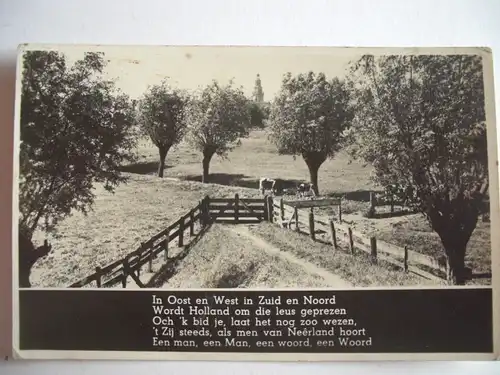 In Oost en West in Zuid en Noord
Wordt Holland om die leus geprezen
Och 'k bid je, laat het nog zoo wezen,
't Zij steeds, als men van Neêrland hoort
Een man, een Man, een woord, een Woord